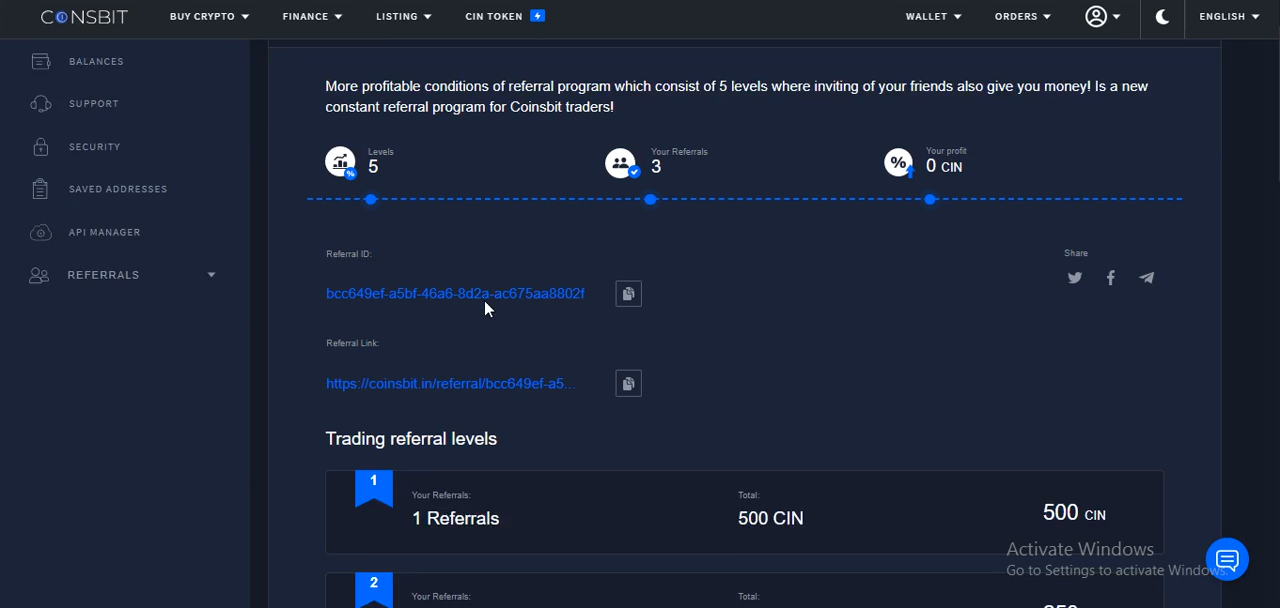 COINSBIT
BUY CRYPTO
FINANCE
LISTING
CIN TOKEN
WALLET
ORDERS
ENGLISH
BALANCES
SUPPORT
SECURITY
SAVED ADDRESSES
API MANAGER
REFERRALS
More profitable conditions of referral program which consist of 5 levels where inviting of your friends also give you money! Is a new
constant referral program for Coinsbit traders!
Levels
5
Your Referrals
3
Your profit
0 CIN
Referral ID:
bcc649ef-a5bf-46a6-8d2a-ac675aa8802f
Share
Referral Link:
https://coinsbit.in/referral/bcc649ef-a5...
Trading referral levels
1
Your Referrals:
1 Referrals
Total:
500 CIN
500 CIN
Activate Windows
Go to Settings to activate Windows.
2
Your Referrals:
Total: